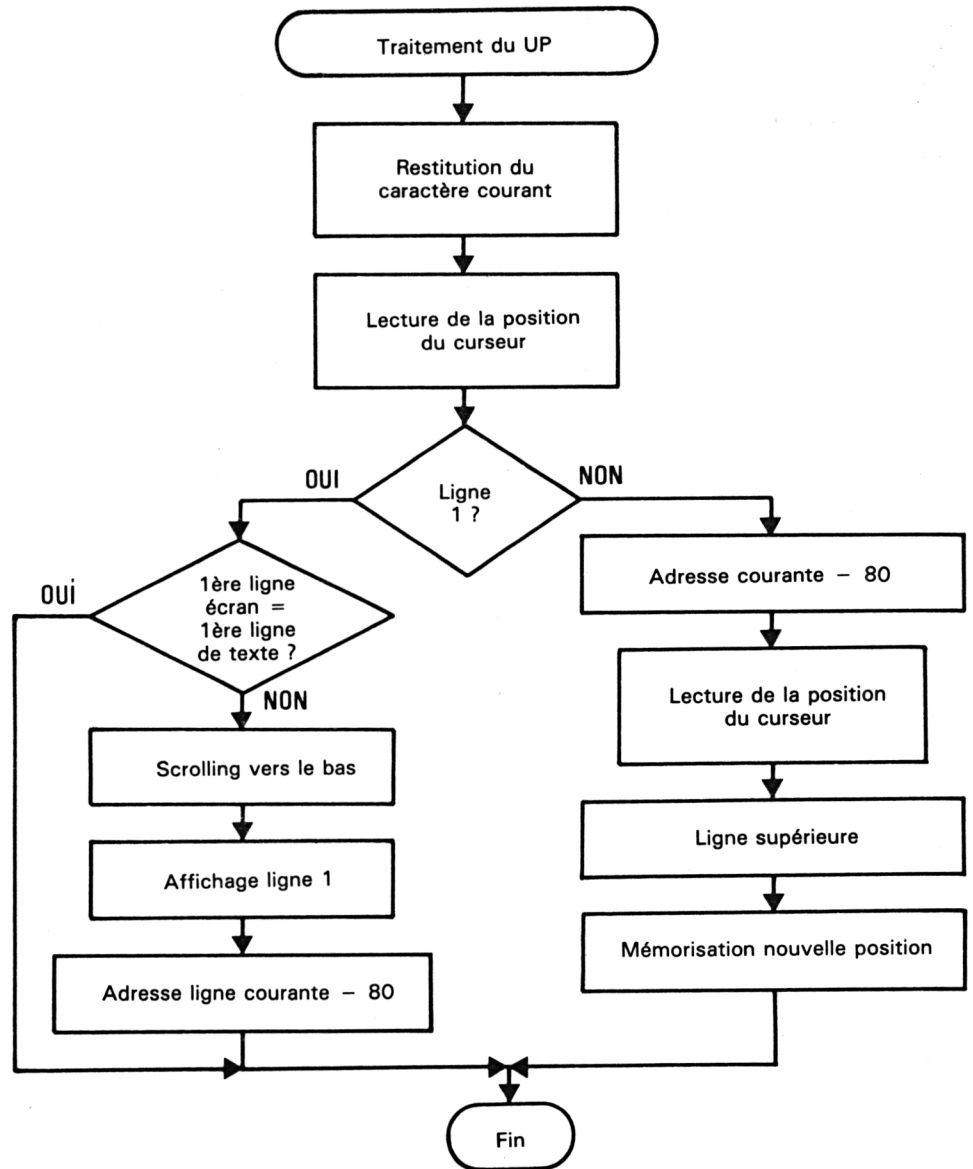 Traitement du UP
Restitution du
caractère courant
Lecture de la position
du curseur
Ligne
1 ?
OUI
NON
1ère ligne
écran =
1ère ligne
de texte ?
OUI
NON
Scrolling vers le bas
Affichage ligne 1
Adresse ligne courante – 80
Adresse courante – 80
Lecture de la position
du curseur
Ligne supérieure
Mémorisation nouvelle position
Fin